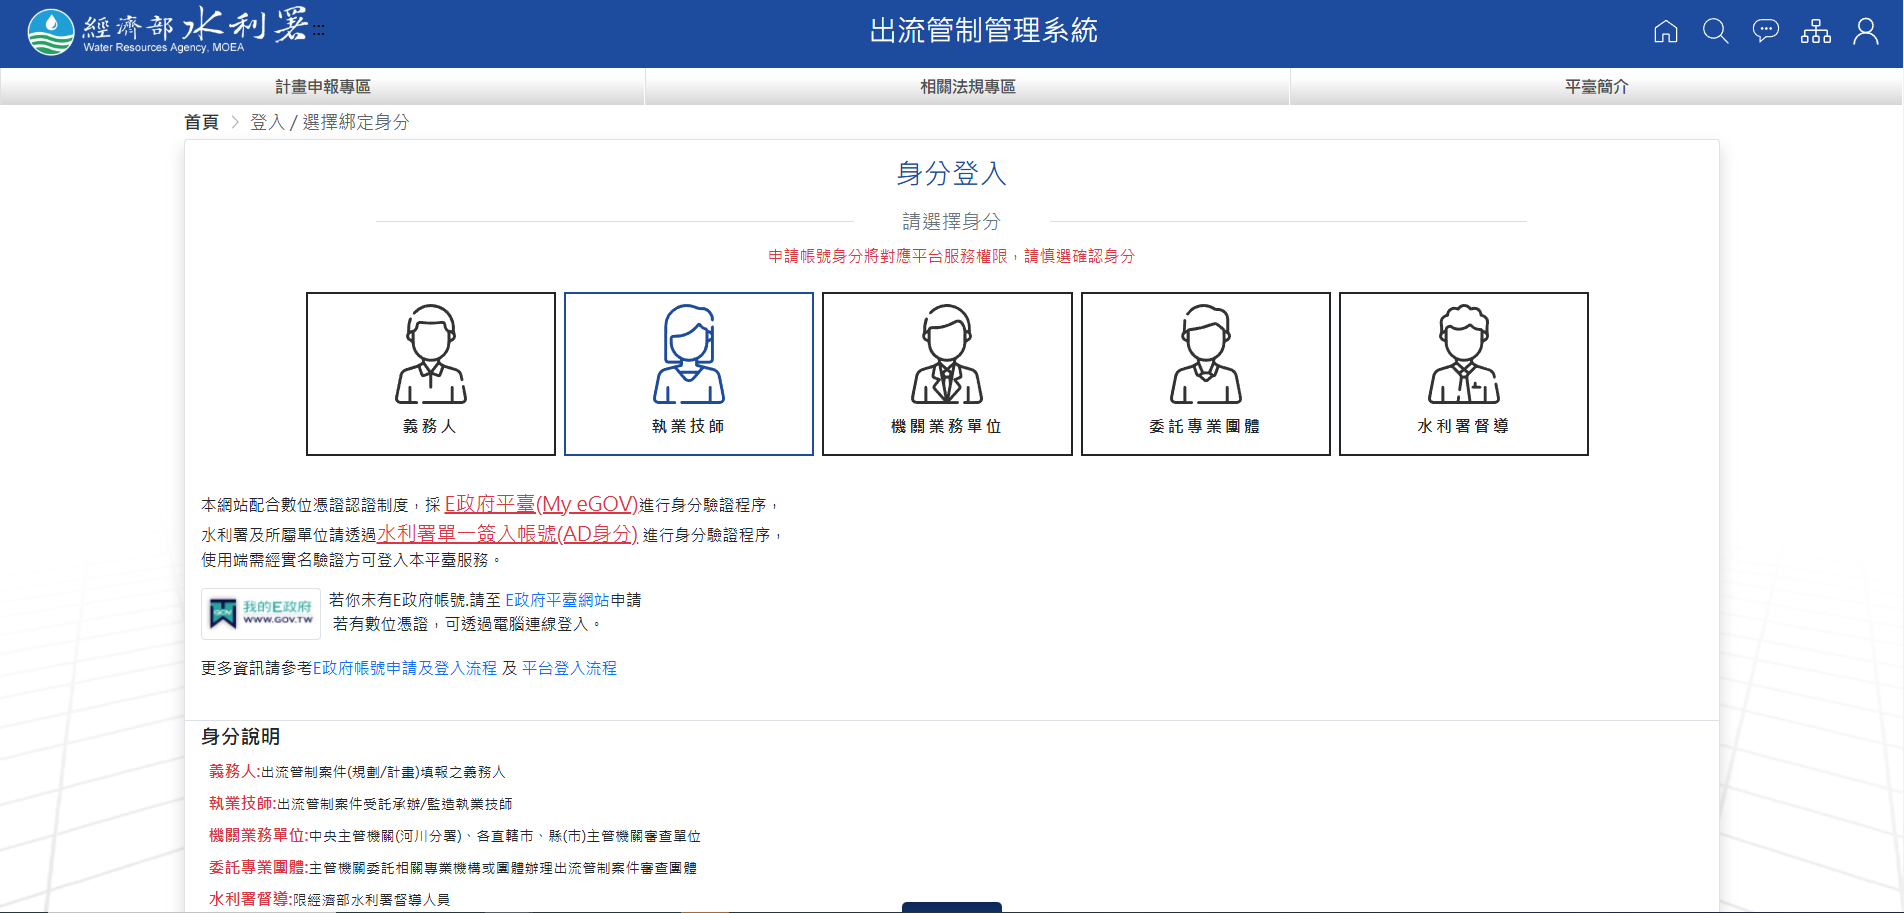 經濟部水利署
Water Resources Agency, MOEA
:::
出流管制管理系統
計畫申報專區
相關法規專區
平臺簡介
首頁 > 登入 / 選擇綁定身分
身分登入
請選擇身分
申請帳號身分將對應平台服務權限，請慎選確認身分
義務人
執業技師
機關業務單位
委託專業團體
水利署督導
本網站配合數位憑證認證制度，採 E政府平臺(My eGOV)進行身分驗證程序，
水利署及所屬單位請透過水利署單一簽入帳號(AD身分) 進行身分驗證程序，
使用端需經實名驗證方可登入本平臺服務。
GOV 我的E政府
WWW.GOV.TW
若你未有E政府帳號.請至 E政府平臺網站申請
若有數位憑證，可透過電腦連線登入。
更多資訊請參考E政府帳號申請及登入流程 及 平台登入流程
身分說明
義務人:出流管制案件(規劃/計畫)填報之義務人
執業技師:出流管制案件受託承辦/監造執業技師
機關業務單位:中央主管機關(河川分署)、各直轄市、縣(市)主管機關審查單位
委託專業團體:主管機關委託相關專業機構或團體辦理出流管制案件審查團體
水利署督導:限經濟部水利署督導人員